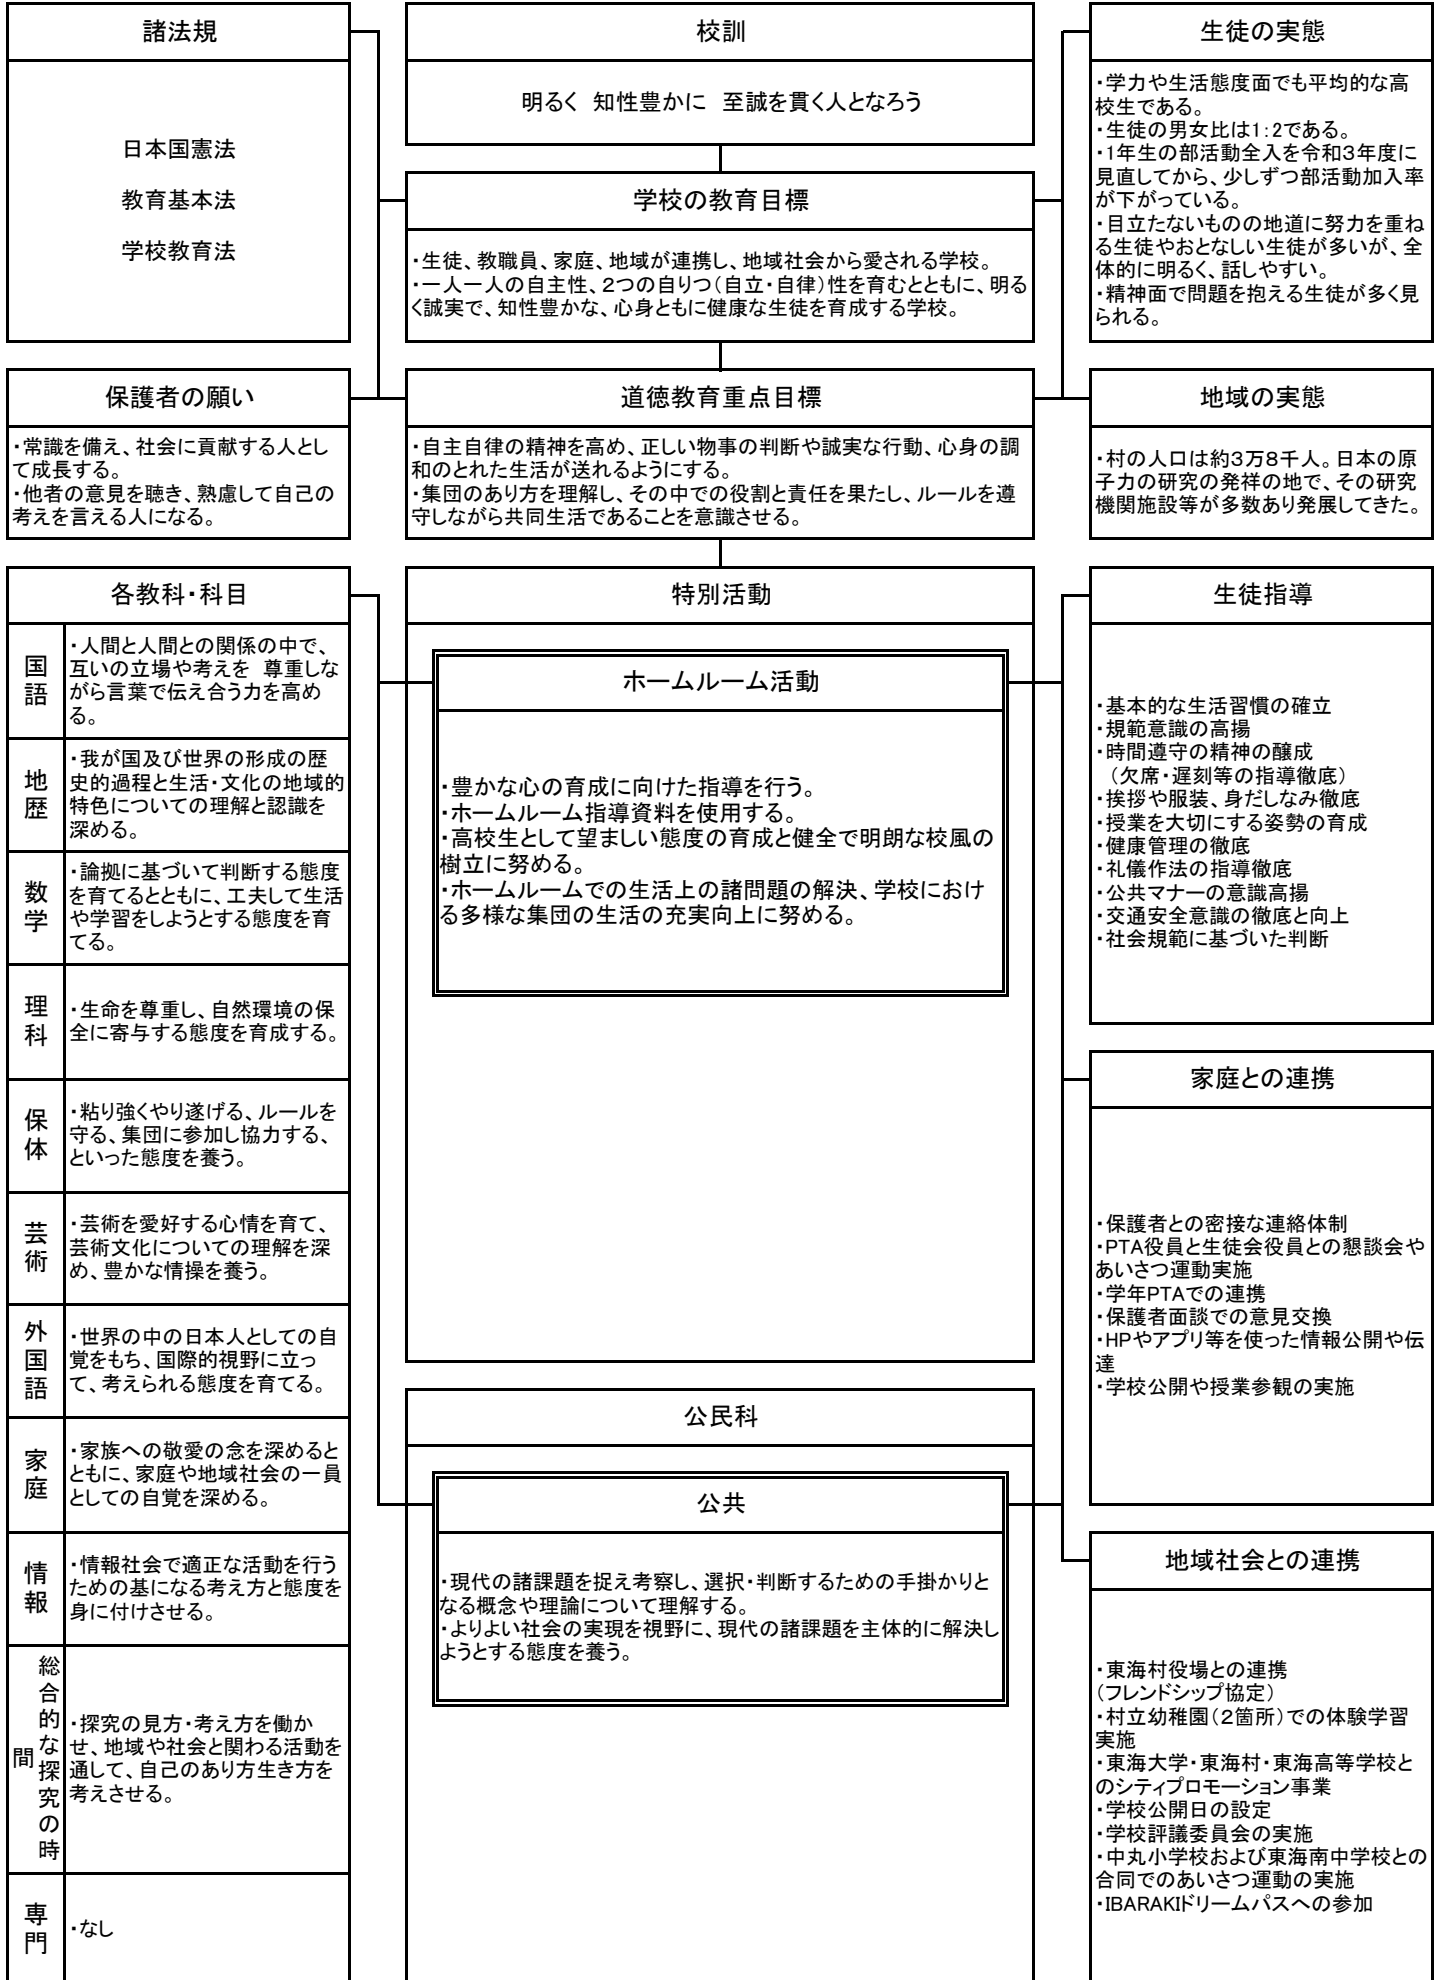 諸法規
日本国憲法
教育基本法
学校教育法
校訓
明るく 知性豊かに 至誠を貫く人となろう
生徒の実態
・学力や生活態度面でも平均的な高
校生である。
・生徒の男女比は1:2である。
・1年生の部活動全入を令和3年度に
見直してから、少しずつ部活動加入率
が下がっている。
・目立たないものの地道に努力を重ね
る生徒やおとなしい生徒が多いが、全
体的に明るく、話しやすい。
・精神面で問題を抱える生徒が多く見
られる。
学校の教育目標
・生徒、教職員、家庭、地域が連携し、地域社会から愛される学校。
・一人一人の自主性、2つの自りつ(自立・自律)性を育むとともに、明る
く誠実で、知性豊かな、心身ともに健康な生徒を育成する学校。
保護者の願い
・常識を備え、社会に貢献する人とし
て成長する。
・他者の意見を聴き、熟慮して自己の
考えを言える人になる。
道徳教育重点目標
・自主自律の精神を高め、正しい物事の判断や誠実な行動、心身の調
和のとれた生活が送れるようにする。
・集団のあり方を理解し、その中での役割と責任を果たし、ルールを遵
守しながら共同生活であることを意識させる。
地域の実態
・村の人口は約3万8千人。日本の原
子力の研究の発祥の地で、その研究
機関施設等が多数あり発展してきた。
各教科・科目
国語
・人間と人間との関係の中で、
互いの立場や考えを 尊重しな
がら言葉で伝え合う力を高め
る。
地歴
・我が国及び世界の形成の歴
史的過程と生活・文化の地域的
特色についての理解と認識を
深める。
数学
・論拠に基づいて判断する態度
を育てるとともに、工夫して生活
や学習をしようとする態度を育
てる。
理科
・生命を尊重し、自然環境の保
全に寄与する態度を育成する。
保体
・粘り強くやり遂げる、ルールを
守る、集団に参加し協力する、
といった態度を養う。
芸術
・芸術を愛好する心情を育て、
芸術文化についての理解を深
め、豊かな情操を養う。
外国語
・世界の中の日本人としての自
覚をもち、国際的視野に立っ
て、考えられる態度を育てる。
家庭
・家族への敬愛の念を深めると
ともに、家庭や地域社会の一員
としての自覚を深める。
情報
・情報社会で適正な活動を行う
ための基になる考え方と態度を
身に付けさせる。
総合的な探究の時
間
・探究の見方・考え方を働か
せ、地域や社会と関わる活動を
通して、自己のあり方生き方を
考えさせる。
専門
・なし
特別活動
ホームルーム活動
・豊かな心の育成に向けた指導を行う。
・ホームルーム指導資料を使用する。
・高校生として望ましい態度の育成と健全で明朗な校風の
樹立に努める。
・ホームルームでの生活上の諸問題の解決、学校におけ
る多様な集団の生活の充実向上に努める。
公民科
公共
・現代の諸課題を捉え考察し、選択・判断するための手掛かりと
なる概念や理論について理解する。
・よりよい社会の実現を視野に、現代の諸課題を主体的に解決し
ようとする態度を養う。
生徒指導
・基本的な生活習慣の確立
・規範意識の高揚
・時間遵守の精神の醸成
(欠席・遅刻等の指導徹底)
・挨拶や服装、身だしなみ徹底
・授業を大切にする姿勢の育成
・健康管理の徹底
・礼儀作法の指導徹底
・公共マナーの意識高揚
・交通安全意識の徹底と向上
・社会規範に基づいた判断
家庭との連携
・保護者との密接な連絡体制
・PTA役員と生徒会役員との懇談会や
あいさつ運動実施
・学年PTAでの連携
・保護者面談での意見交換
・HPやアプリ等を使った情報公開や伝
達
・学校公開や授業参観の実施
地域社会との連携
・東海村役場との連携
(フレンドシップ協定)
・村立幼稚園(2箇所)での体験学習
実施
・東海大学・東海村・東海高等学校と
のシティプロモーション事業
・学校公開日の設定
・学校評議委員会の実施
・中丸小学校および東海南中学校との
合同でのあいさつ運動の実施
・IBARAKIドリームパスへの参加